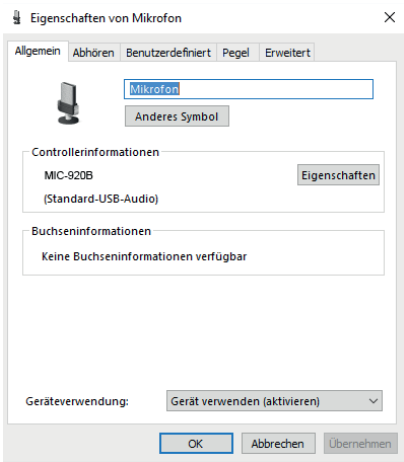 Eigenschaften von Mikrofon
Allgemein Abhören Benutzerdefiniert Pegel Erweitert
Mikrofon
Anderes Symbol
Controllerinformationen
MIC-920B
Eigenschaften
(Standard-USB-Audio)
Buchseninformationen
Keine Buchseninformationen verfügbar
Geräteverwendung: Gerät verwenden (aktivieren)
OK Abbrechen Übernehmen